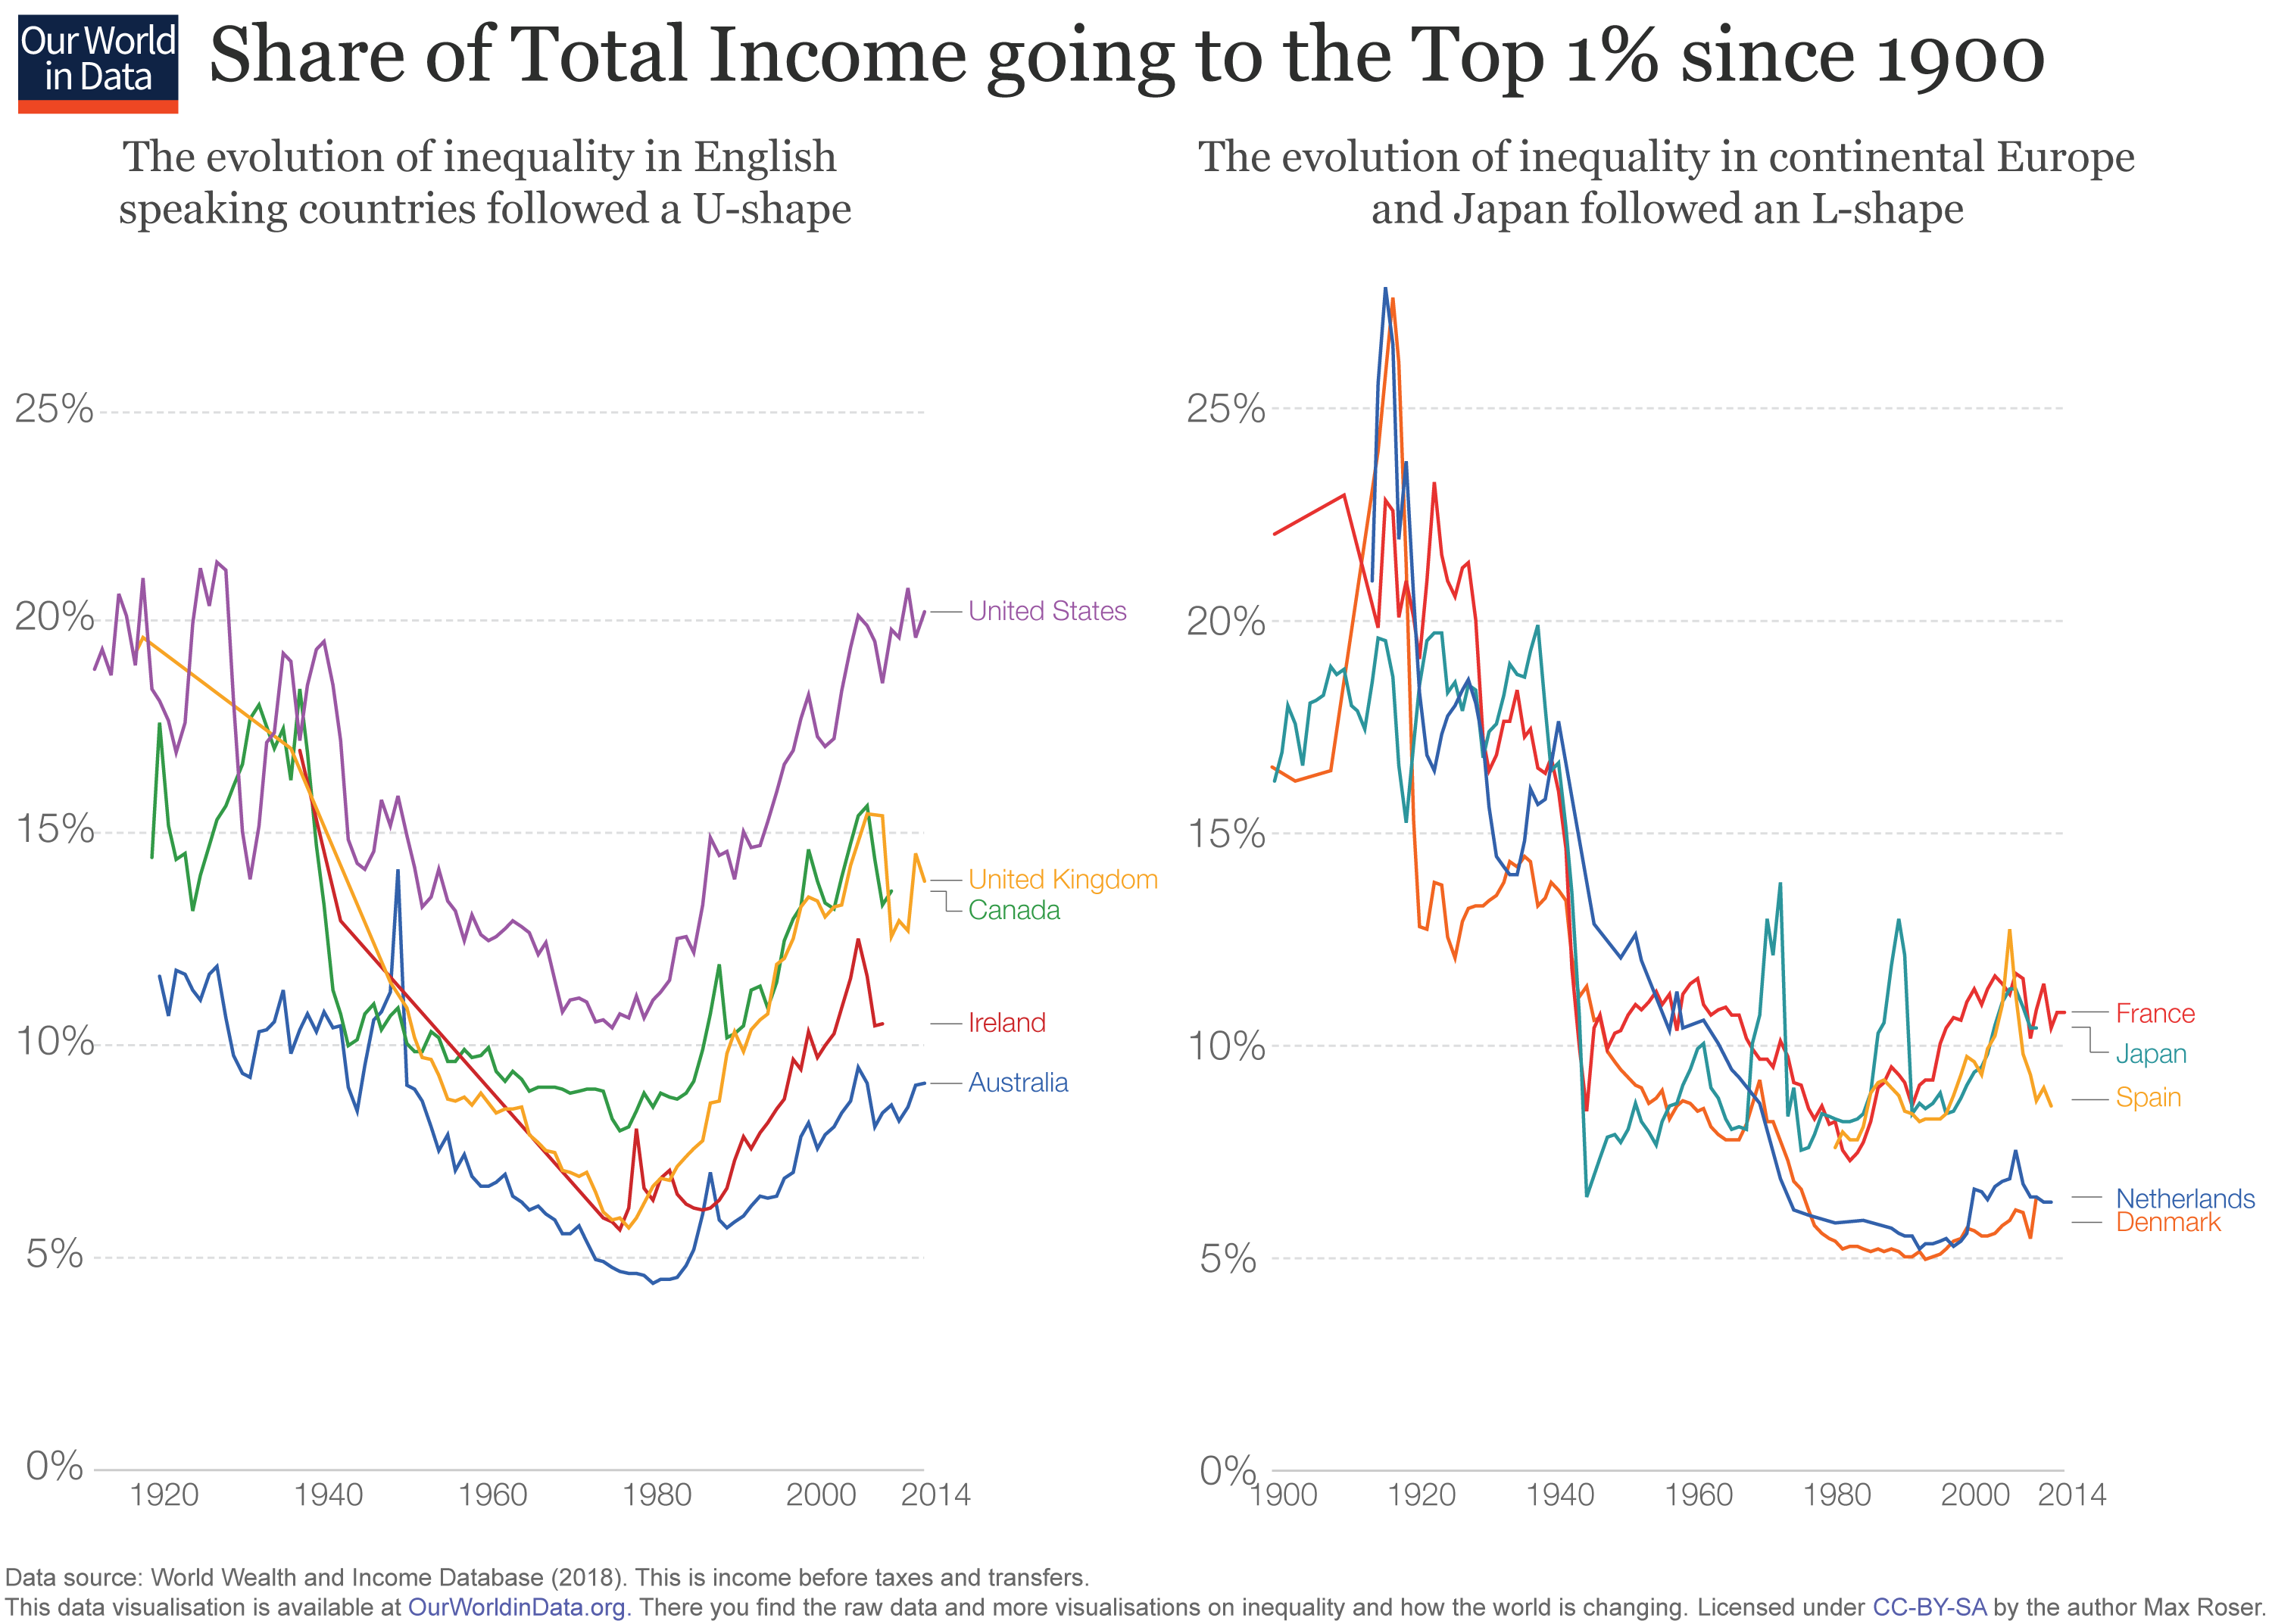 Our World
in Data
Share of Total Income going to the Top 1% since 1900
The evolution of inequality in English
speaking countries followed a U-shape
25%
20%
15%
10%
5%
0%
1920
1940
1960
1980
2000
2014
United States
United Kingdom
Canada
Ireland
Australia
The evolution of inequality in continental Europe
and Japan followed an L-shape
25%
20%
15%
10%
5%
0%
1900
1920
1940
1960
1980
2000
2014
France
Japan
Spain
Netherlands
Denmark
Data source: World Wealth and Income Database (2018). This is income before taxes and transfers.
This data visualisation is available at OurWorldinData.org. There you find the raw data and more visualisations on inequality and how the world is changing. Licensed under CC-BY-SA by the author Max Roser.